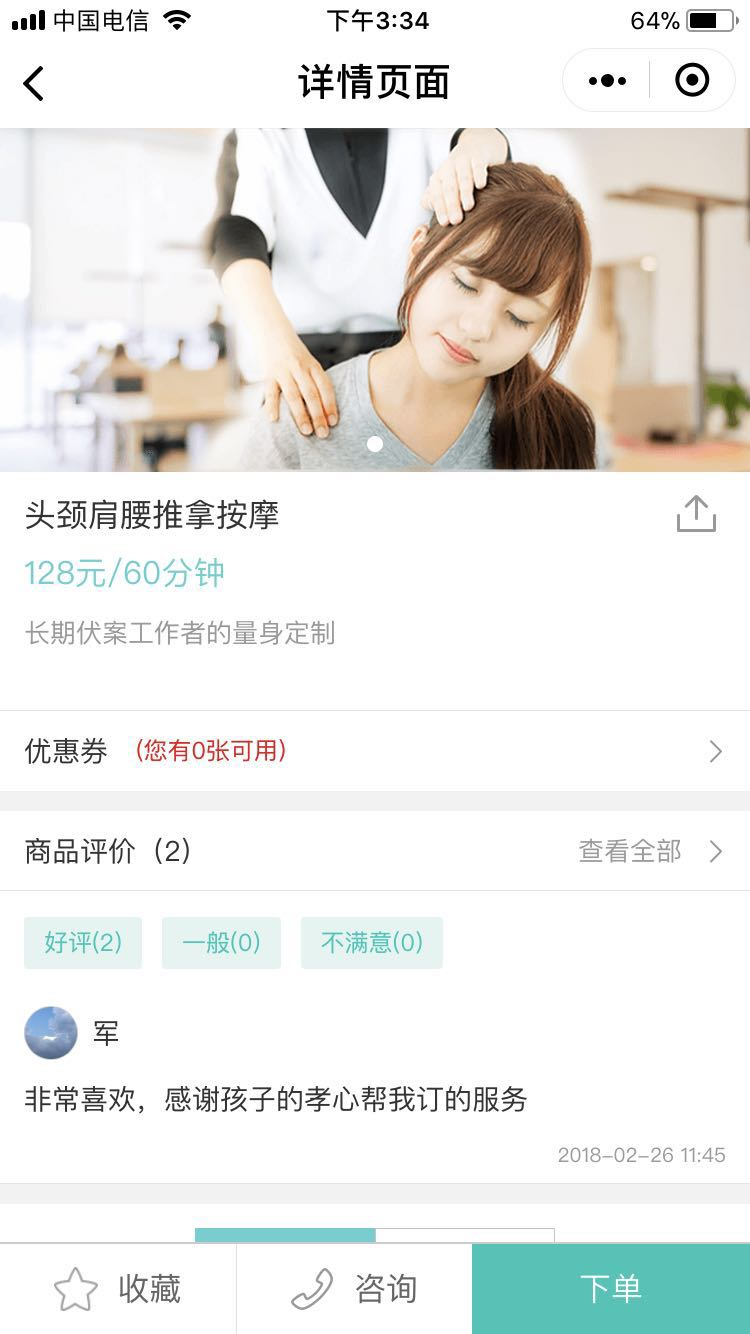 中国电信
下午3:34
64%
详情页面
头颈肩腰推拿按摩
128元/60分钟
长期伏案工作者的量身定制
优惠券 (您有0张可用)
商品评价（2） 查看全部
好评(2) 一般(0) 不满意(0)
军
非常喜欢，感谢孩子的孝心帮我订的服务
2018-02-26 11:45
收藏 咨询 下单